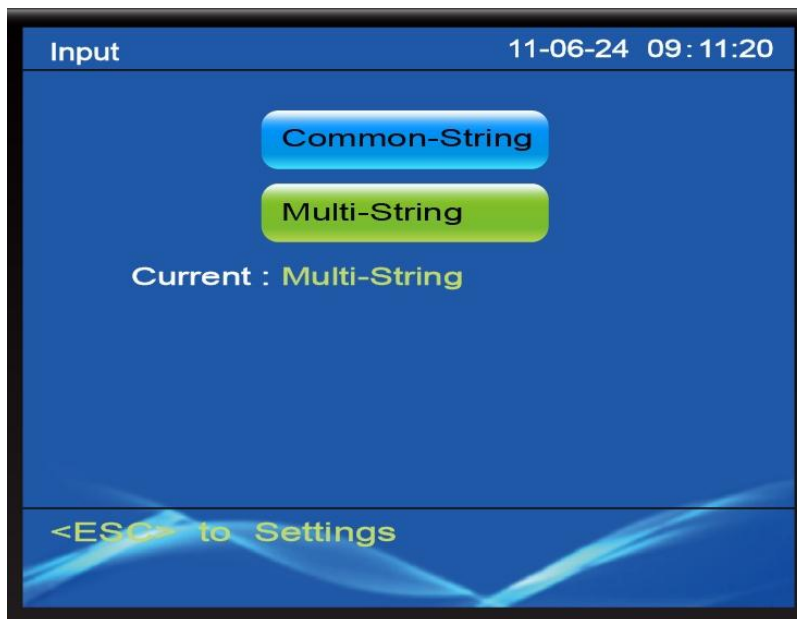 Input 11-06-24 09:11:20
Common-String
Multi-String
Current : Multi-String
<ESC> to Settings